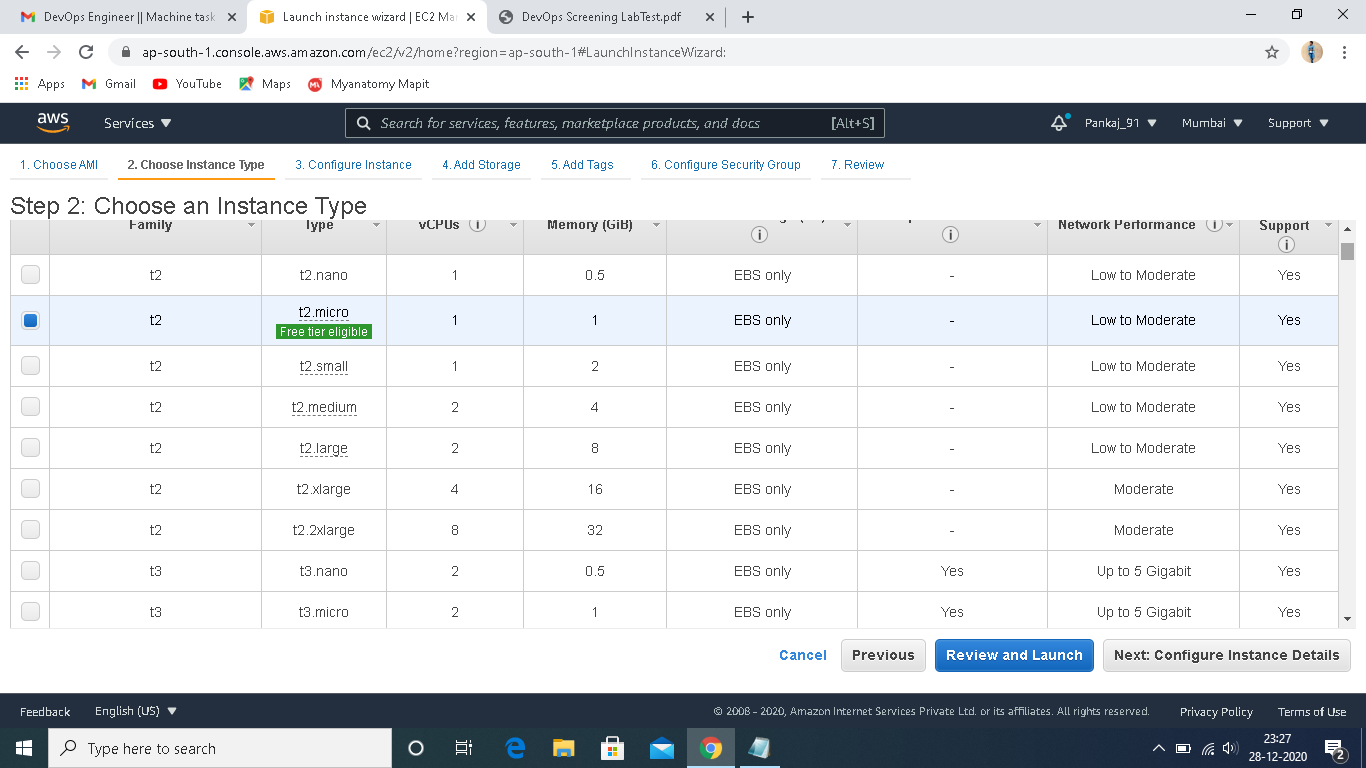 DevOps Engineer || Machine task
Launch instance wizard | EC2 Man
DevOps Screening LabTest.pdf
ap-south-1.console.aws.amazon.com/ec2/v2/home?region=ap-south-1#LaunchInstanceWizard:
Apps Gmail YouTube Maps Myanatomy Mapit
aws Services Search for services, features, marketplace products, and docs [Alt+S] Pankaj_91 Mumbai Support
1. Choose AMI 2. Choose Instance Type 3. Configure Instance 4. Add Storage 5. Add Tags 6. Configure Security Group 7. Review
Step 2: Choose an Instance Type
Family Type vCPUs Memory (GiB) Network Performance Support
t2 t2.nano 1 0.5 EBS only - Low to Moderate Yes
t2 t2.micro 1 1 EBS only - Low to Moderate Yes
Free tier eligible
t2 t2.small 1 2 EBS only - Low to Moderate Yes
t2 t2.medium 2 4 EBS only - Low to Moderate Yes
t2 t2.large 2 8 EBS only - Low to Moderate Yes
t2 t2.xlarge 4 16 EBS only - Moderate Yes
t2 t2.2xlarge 8 32 EBS only - Moderate Yes
t3 t3.nano 2 0.5 EBS only Yes Up to 5 Gigabit Yes
t3 t3.micro 2 1 EBS only Yes Up to 5 Gigabit Yes
Cancel Previous Review and Launch Next: Configure Instance Details
Feedback English (US) © 2008 - 2020, Amazon Internet Services Private Ltd. or its affiliates. All rights reserved. Privacy Policy Terms of Use
Type here to search
23:27
28-12-2020
2